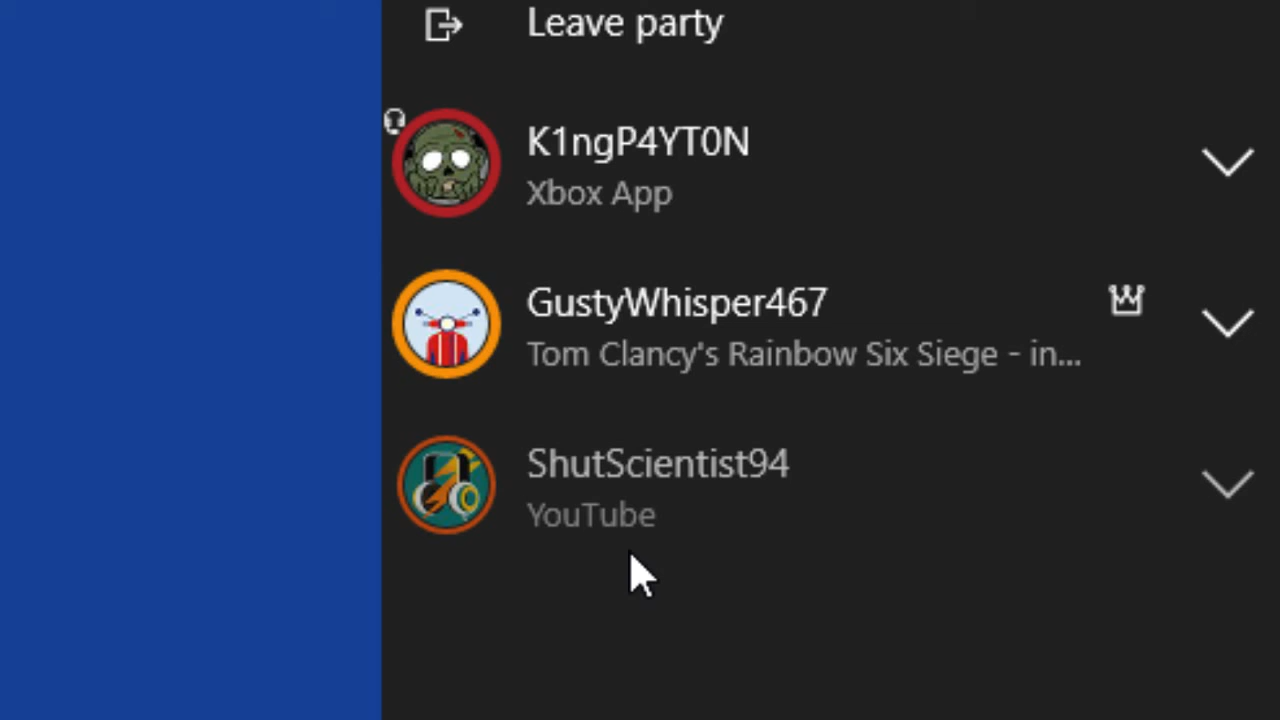 Leave party
K1ngP4YT0N
Xbox App
GustyWhisper467
Tom Clancy's Rainbow Six Siege - in...
ShutScientist94
YouTube